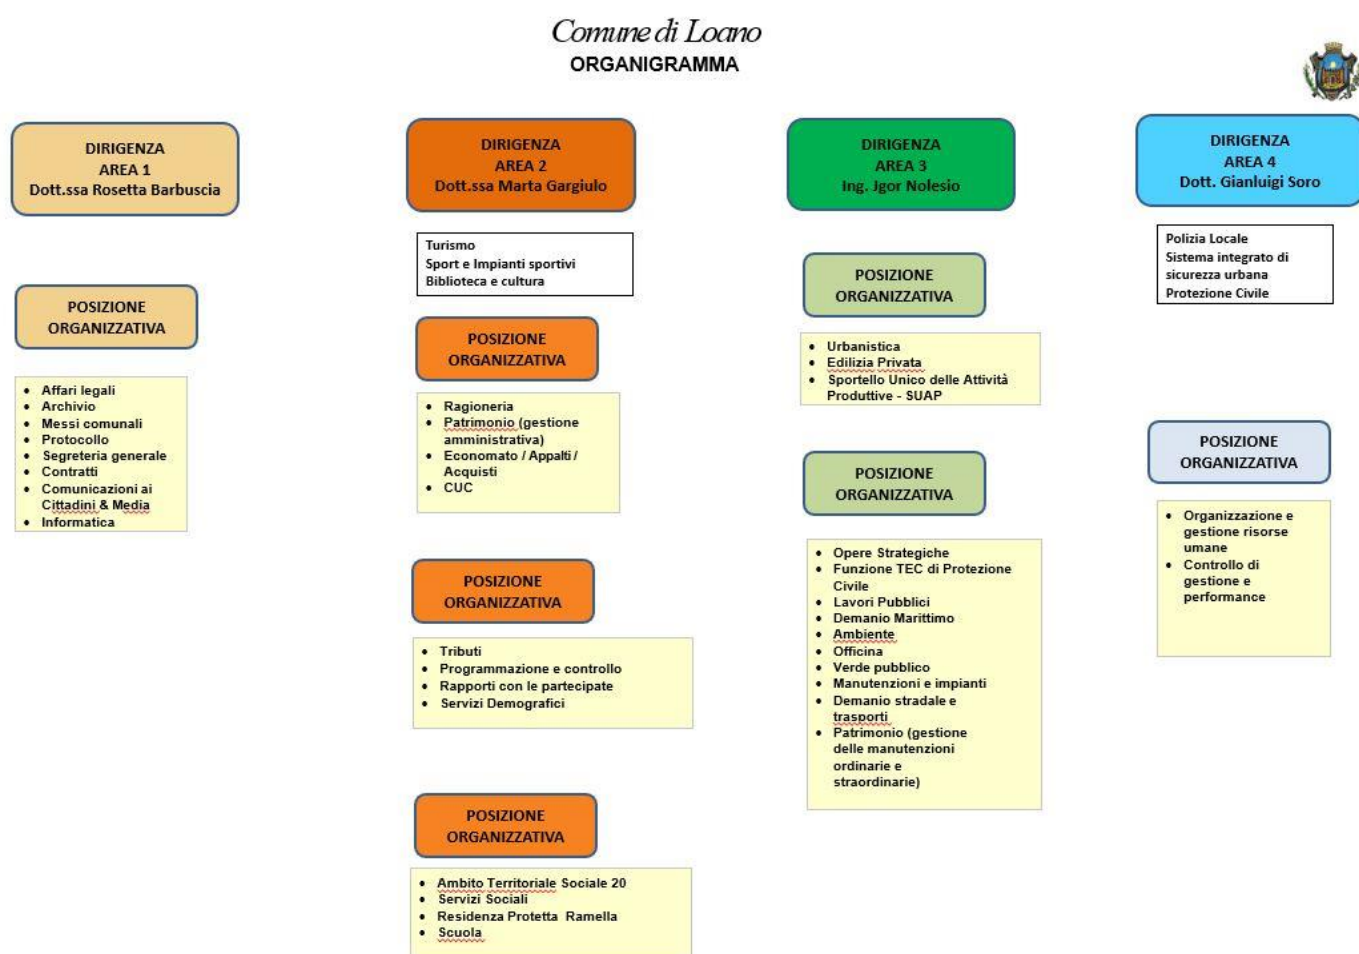 Comune di Loano
ORGANIGRAMMA
DIRIGENZA
AREA 1
Dott.ssa Rosetta Barbuscia
POSIZIONE
ORGANIZZATIVA
Affari legali
Archivio
Messi comunali
Protocollo
Segreteria generale
Contratti
Comunicazioni ai
Cittadini & Media
Informatica
DIRIGENZA
AREA 2
Dott.ssa Marta Gargiulo
Turismo
Sport e Impianti sportivi
Biblioteca e cultura
POSIZIONE
ORGANIZZATIVA
Ragioneria
Patrimonio (gestione
amministrativa)
Economato / Appalti /
Acquisti
CUC
POSIZIONE
ORGANIZZATIVA
Tributi
Programmazione e controllo
Rapporti con le partecipate
Servizi Demografici
POSIZIONE
ORGANIZZATIVA
Ambito Territoriale Sociale 20
Servizi Sociali
Residenza Protetta Ramella
Scuola
DIRIGENZA
AREA 3
Ing. Jgor Nolesio
POSIZIONE
ORGANIZZATIVA
Urbanistica
Edilizia Privata
Sportello Unico delle Attività
Produttive - SUAP
POSIZIONE
ORGANIZZATIVA
Opere Strategiche
Funzione TEC di Protezione
Civile
Lavori Pubblici
Demanio Marittimo
Ambiente
Officina
Verde pubblico
Manutenzioni e impianti
Demanio stradale e
trasporti
Patrimonio (gestione
delle manutenzioni
ordinarie e
straordinarie)
DIRIGENZA
AREA 4
Dott. Gianluigi Soro
Polizia Locale
Sistema integrato di
sicurezza urbana
Protezione Civile
POSIZIONE
ORGANIZZATIVA
Organizzazione e
gestione risorse
umane
Controllo di
gestione e
performance